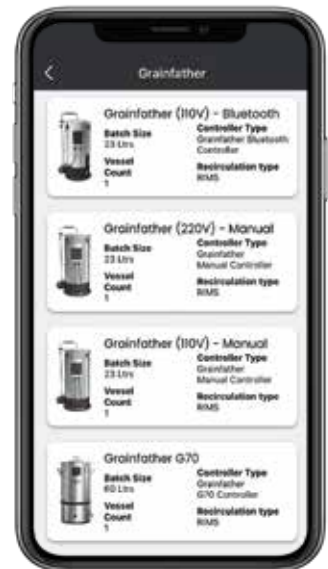 Grainfather
Grainfather (110V) - Bluetooth
Batch Size
23 Ltrs
Vessel
Count
1
Controller Type
Grainfather Bluetooth
Controller
Recirculation type
RIMS
Grainfather (220V) - Manual
Batch Size
23 Ltrs
Vessel
Count
1
Controller Type
Grainfather
Manual Controller
Recirculation type
RIMS
Grainfather (110V) - Manual
Batch Size
23 Ltrs
Vessel
Count
1
Controller Type
Grainfather
Manual Controller
Recirculation type
RIMS
Grainfather G70
Batch Size
60 Ltrs
Vessel
Count
1
Controller Type
Grainfather
G70 Controller
Recirculation type
RIMS